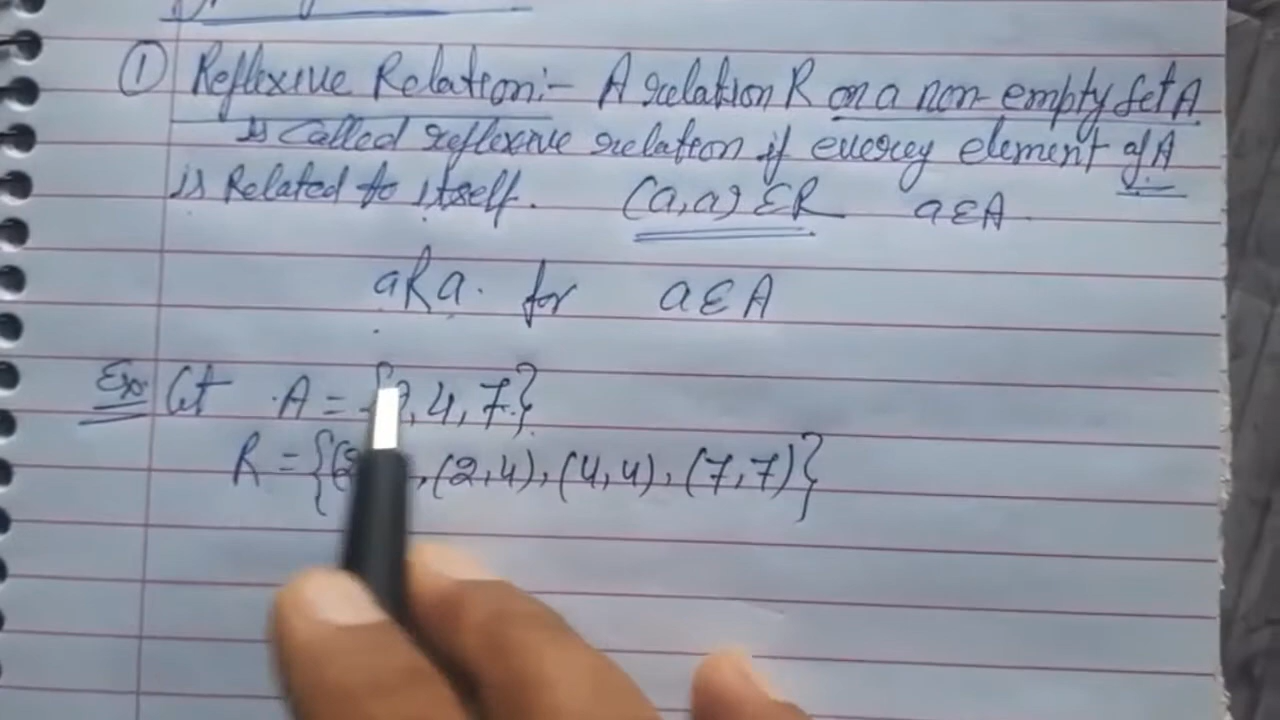 ① Reflexive Relation:- A relation R on a non-empty Set A
is called reflexive relation if every element of A
is Related to itself. (a,a) ∈ R a ∈ A
aRa. for a ∈ A
Ex. Let A = { ,4,7}
R = {(2 ,(2,4),(4,4),(7,7)}